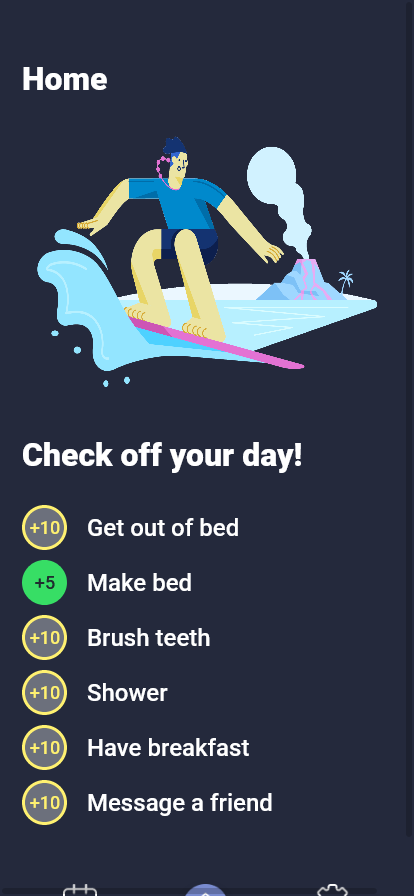 Home
Check off your day!
+10 Get out of bed
+5 Make bed
+10 Brush teeth
+10 Shower
+10 Have breakfast
+10 Message a friend